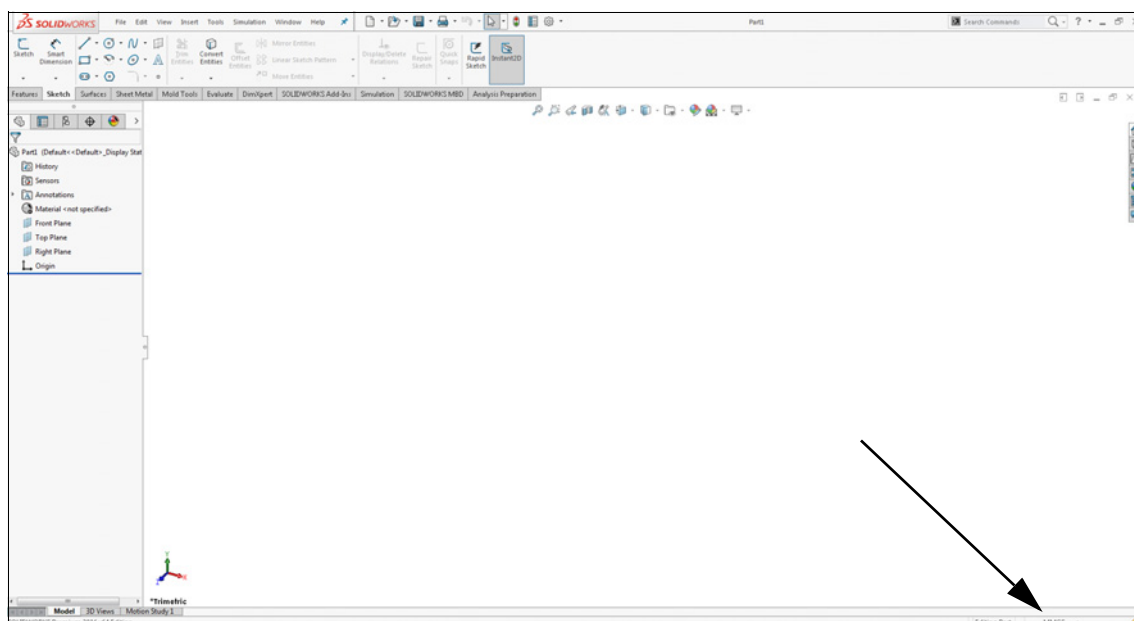 SOLIDWORKS File Edit View Insert Tools Simulation Window Help Part1 Search Commands ?
Sketch Smart Dimension Trim Entities Convert Entities Offset Entities Mirror Entities Linear Sketch Pattern Move Entities Display/Delete Relations Repair Sketch Quick Snaps Rapid Sketch Instant2D
Features Sketch Surfaces Sheet Metal Mold Tools Evaluate DimXpert SOLIDWORKS Add-Ins Simulation SOLIDWORKS MBD Analysis Preparation
Part1 (Default<<Default>_Display Stat
History
Sensors
Annotations
Material <not specified>
Front Plane
Top Plane
Right Plane
Origin
Y
X
Z
*Trimetric
Model 3D Views Motion Study 1